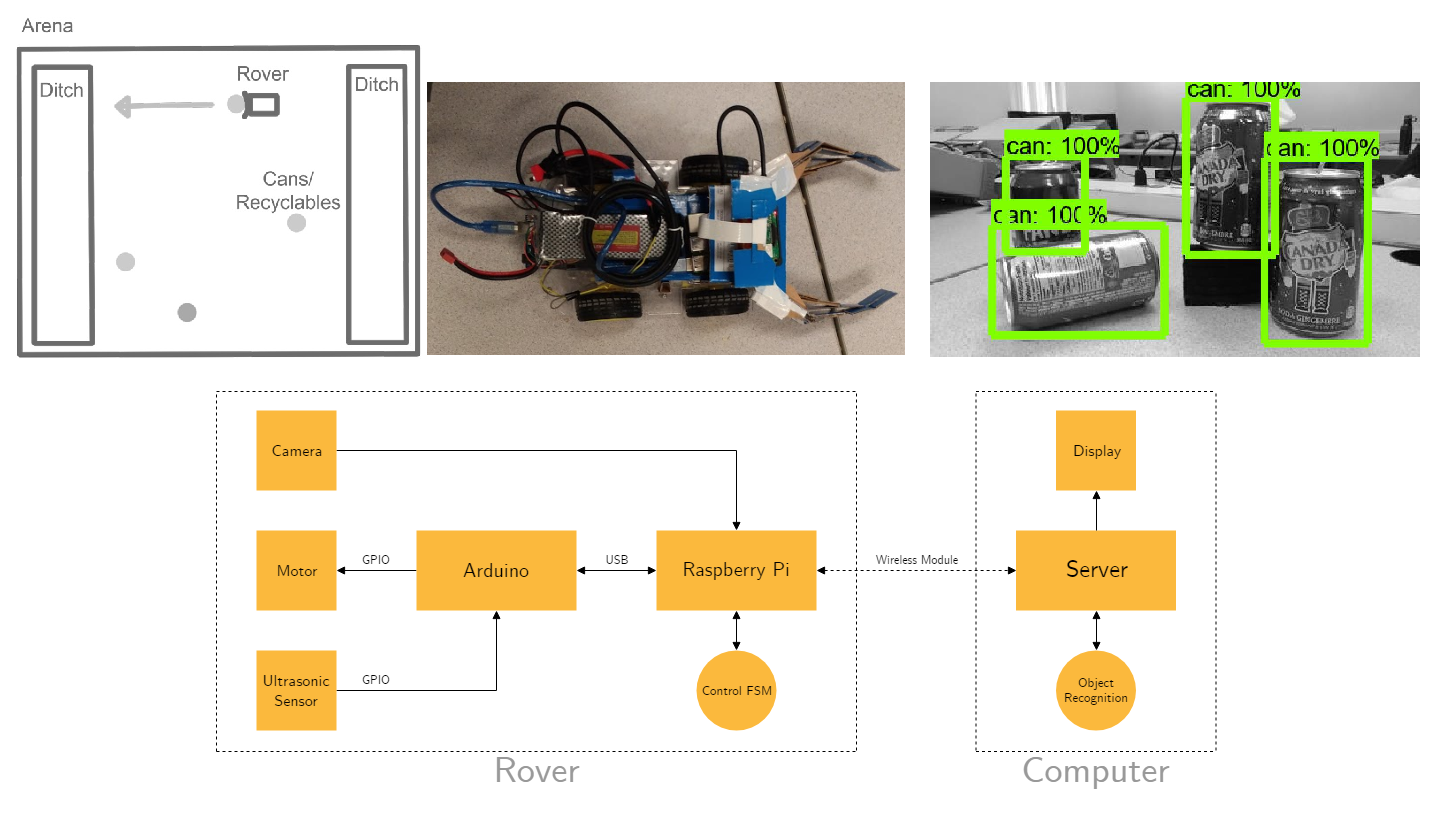 Arena
Ditch
Rover
Ditch
Cans/
Recyclables
can: 100%
can: 100%
can: 100%
can: 100%
CANADA
DRY
CANADA
DRY
Camera
Display
Motor
GPIO
Arduino
USB
Raspberry Pi
Wireless Module
Server
Ultrasonic
Sensor
GPIO
Control FSM
Object
Recognition
Rover
Computer